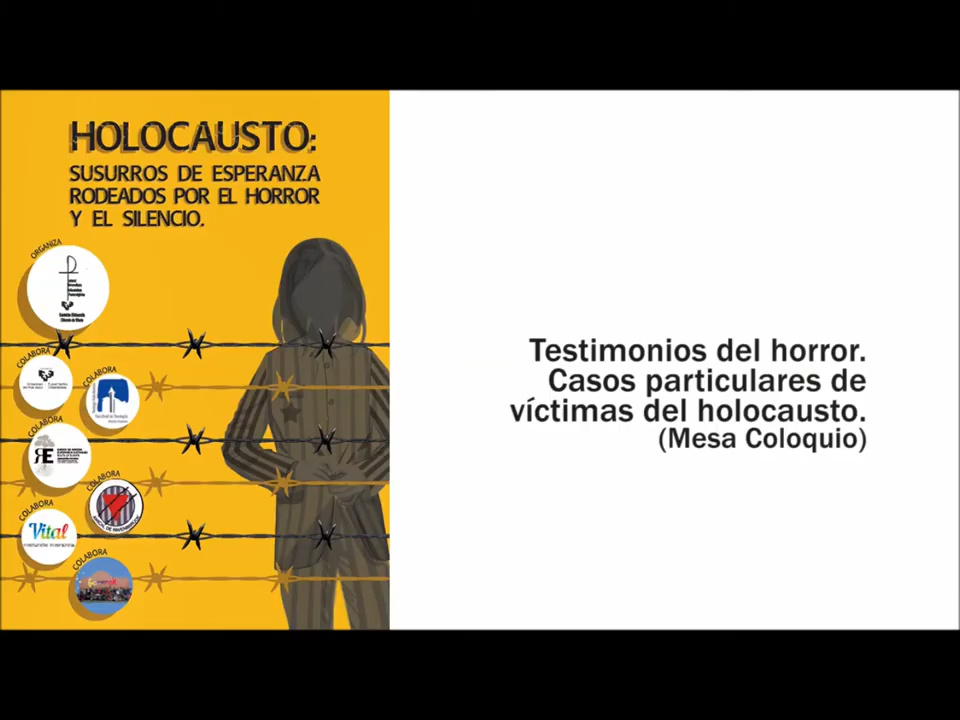 HOLOCAUSTO:
SUSURROS DE ESPERANZA
RODEADOS POR EL HORROR
Y EL SILENCIO.
ORGANIZA
COLABORA
COLABORA
COLABORA
RE
COLABORA
COLABORA
Vital
COLABORA
Testimonios del horror.
Casos particulares de
víctimas del holocausto.
(Mesa Coloquio)